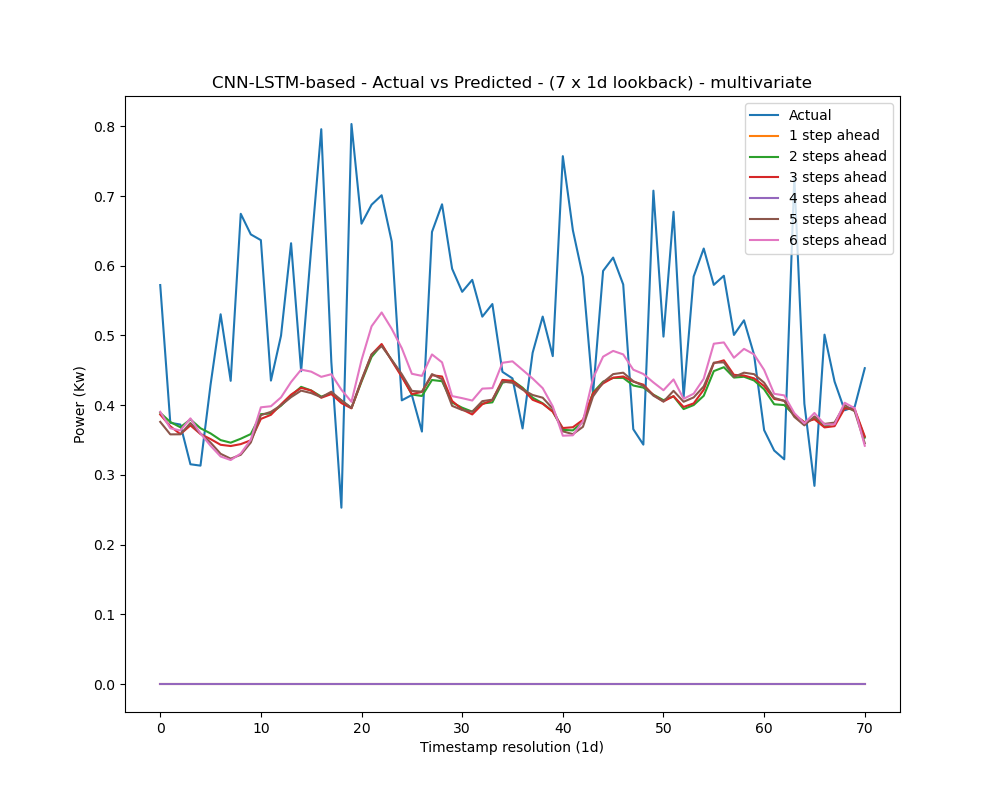 CNN-LSTM-based - Actual vs Predicted - (7 x 1d lookback) - multivariate
Actual
1 step ahead
2 steps ahead
3 steps ahead
4 steps ahead
5 steps ahead
6 steps ahead
0.8
0.7
0.6
0.5
0.4
0.3
0.2
0.1
0.0
Power (Kw)
0 10 20 30 40 50 60 70
Timestamp resolution (1d)